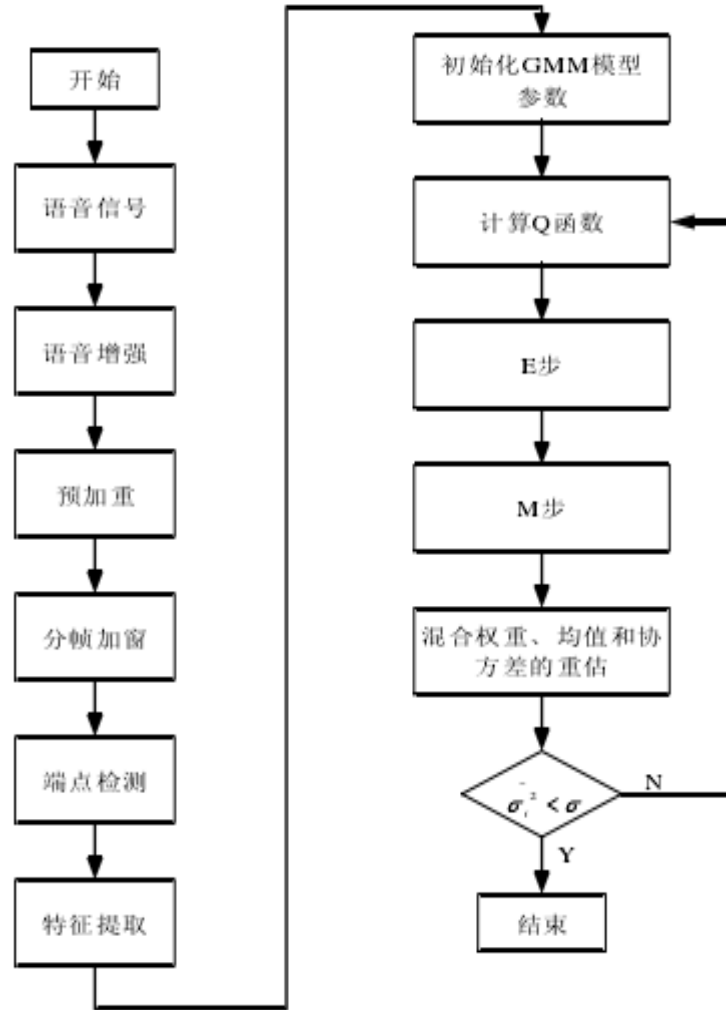 开始
语音信号
语音增强
预加重
分帧加窗
端点检测
特征提取
初始化GMM模型
参数
计算Q函数
E步
M步
混合权重、均值和协
方差的重估
σ̄ᵢ² < σ
N
Y
结束